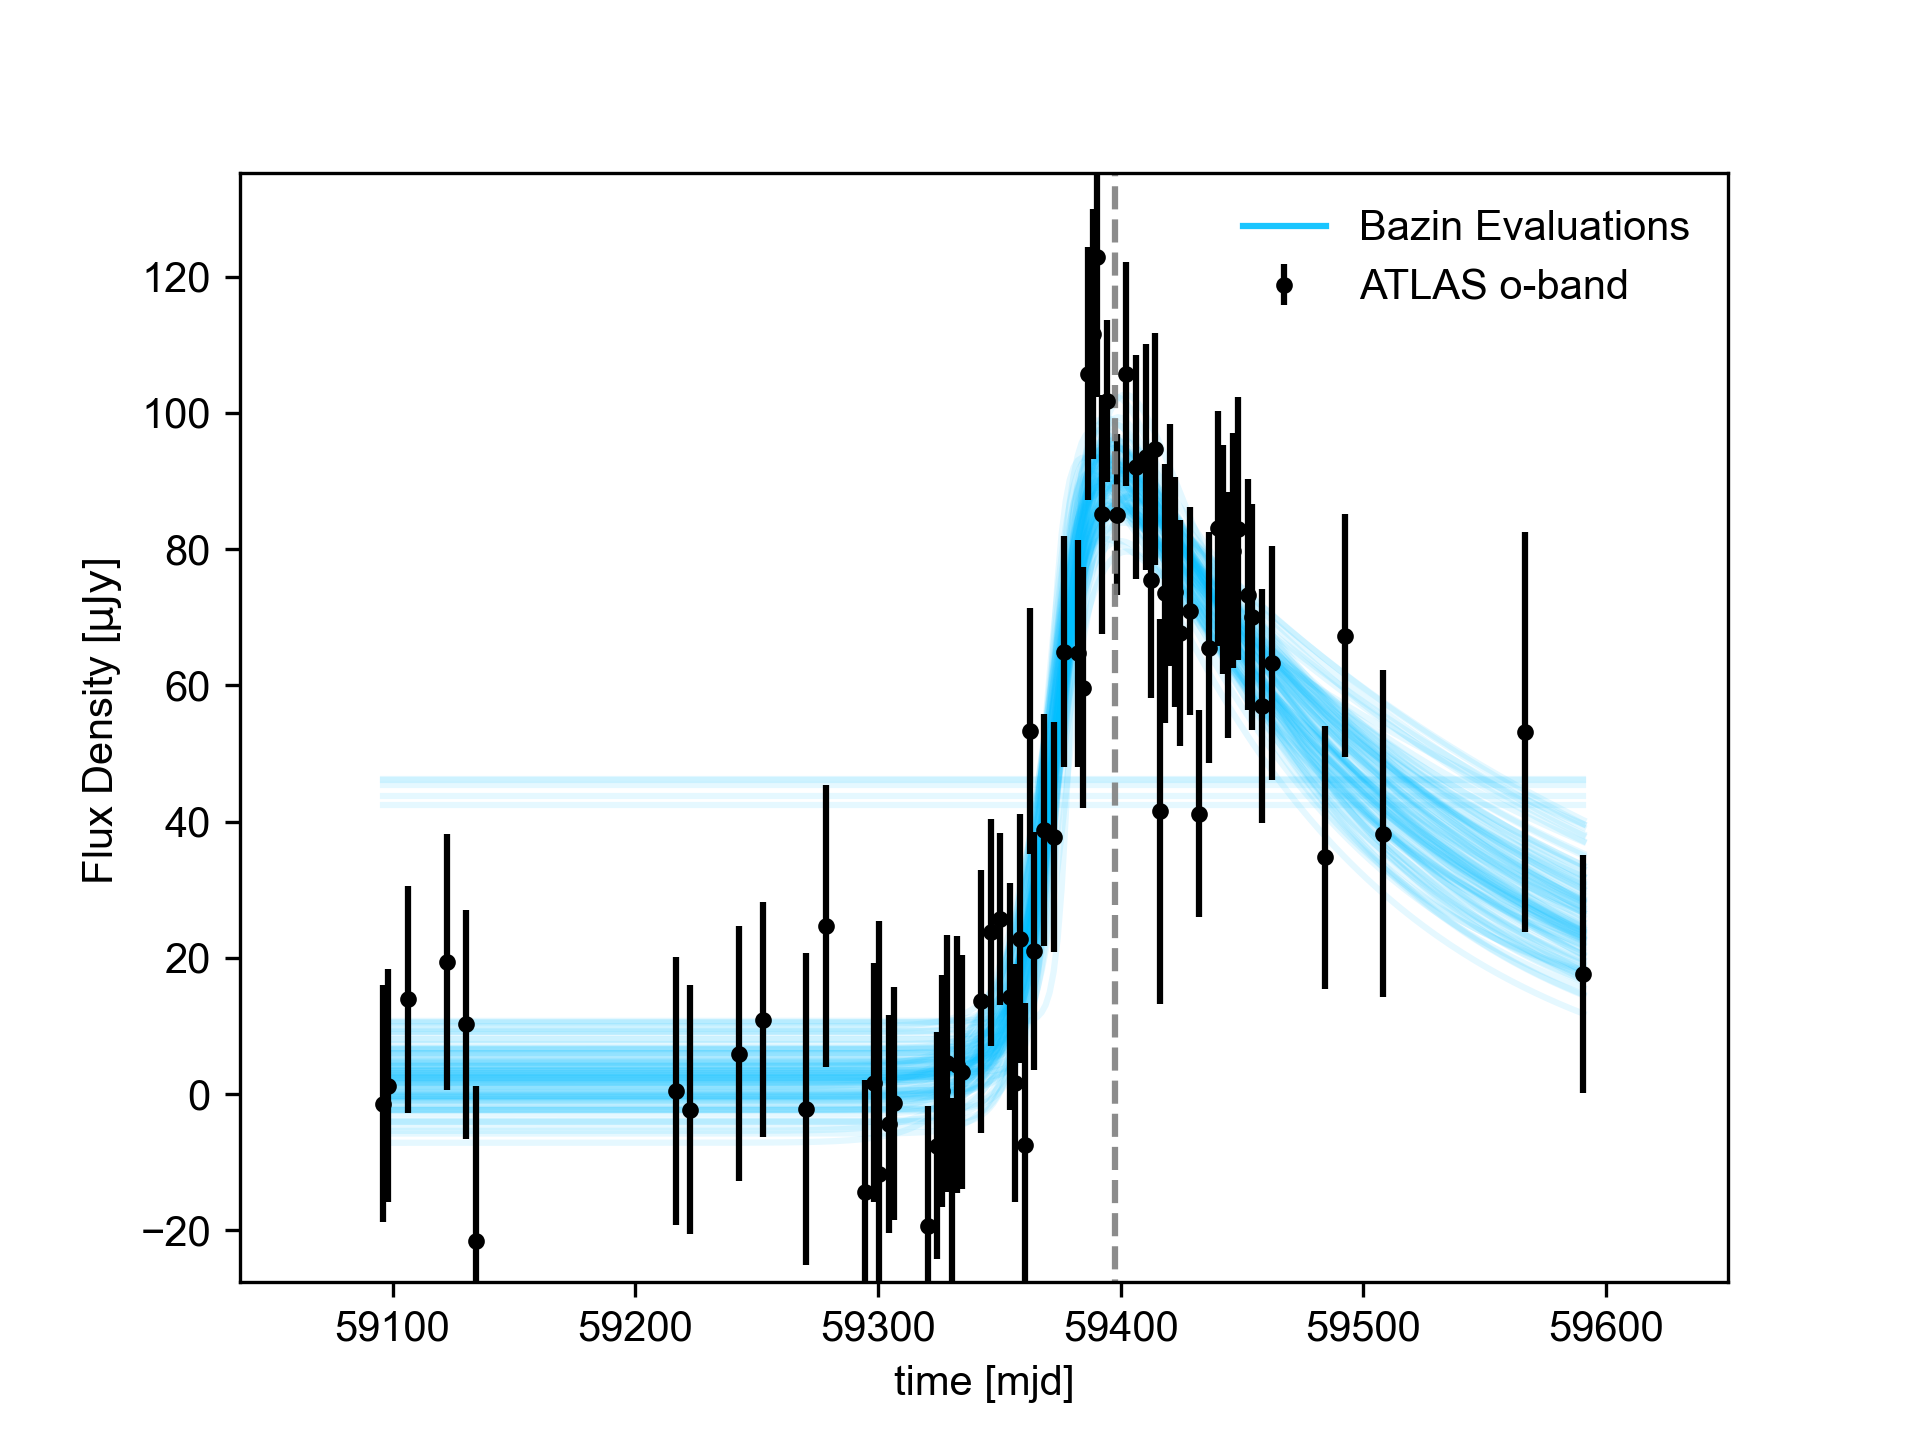 Bazin Evaluations
ATLAS o-band
120
100
80
60
40
20
0
−20
Flux Density [µJy]
59100 59200 59300 59400 59500 59600
time [mjd]